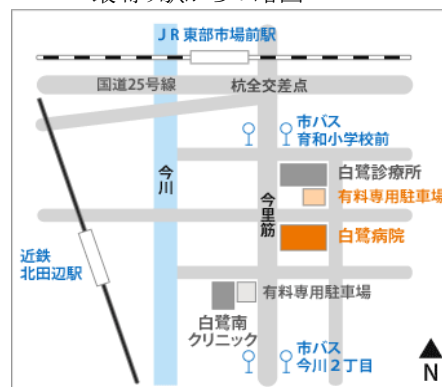 JR東部市場前駅
国道25号線
杭全交差点
市バス
育和小学校前
今川
今里筋
白鷺診療所
有料専用駐車場
白鷺病院
近鉄
北田辺駅
有料専用駐車場
白鷺南
クリニック
市バス
今川2丁目
N